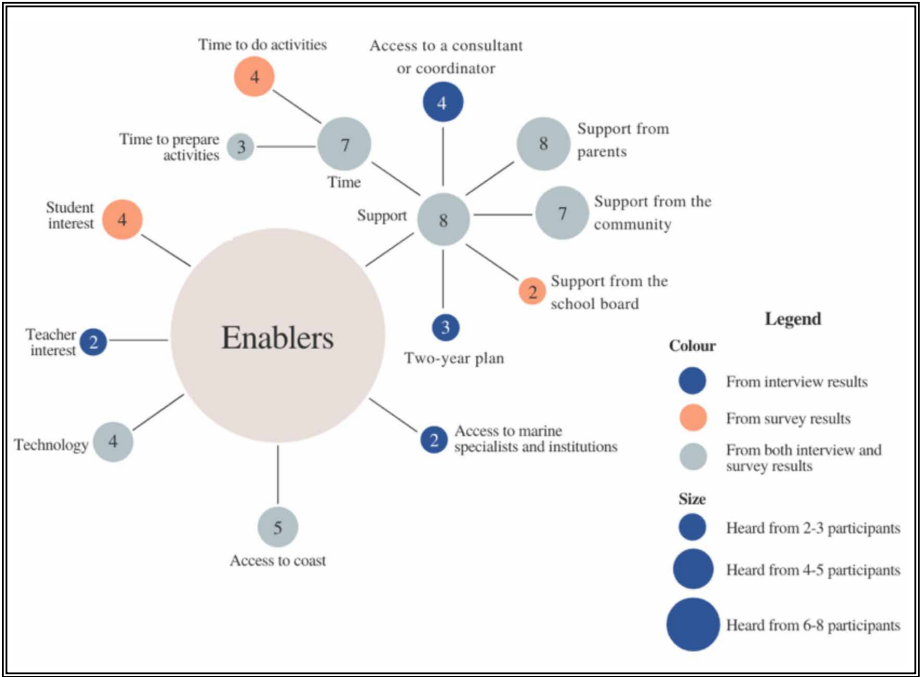 Time to do activities
4
Access to a consultant
or coordinator
4
Time to prepare
activities
3
7
Time
8
Support from
parents
Support
8
7
Support from the
community
2
Support from the
school board
3
Two-year plan
Student
interest
4
Teacher
interest
2
Enablers
Technology
4
2
Access to marine
specialists and institutions
5
Access to coast
Legend
Colour
From interview results
From survey results
From both interview and
survey results
Size
Heard from 2-3 participants
Heard from 4-5 participants
Heard from 6-8 participants